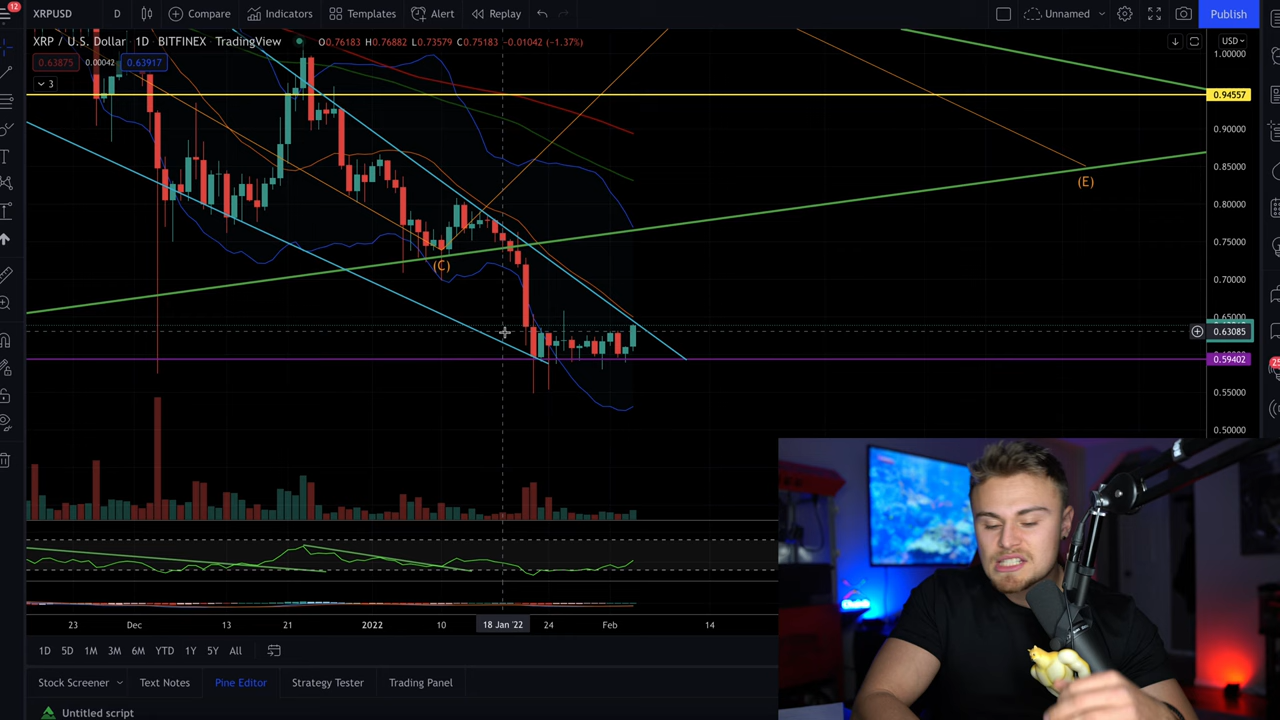 12
XRPUSD D Compare Indicators Templates Alert Replay Unnamed Publish
XRP / U.S. Dollar · 1D · BITFINEX · TradingView O0.76183 H0.76882 L0.73579 C0.75183 -0.01042 (-1.37%) USD
0.63875 0.00042 0.63917
3
1.00000
0.94557
0.90000
0.85000
(E)
0.80000
0.75000
(C)
0.70000
0.65000
0.63085
0.59402
0.55000
0.50000
23 Dec 13 21 2022 10 18 Jan '22 24 Feb 14
1D 5D 1M 3M 6M YTD 1Y 5Y All
Stock Screener Text Notes Pine Editor Strategy Tester Trading Panel
Untitled script